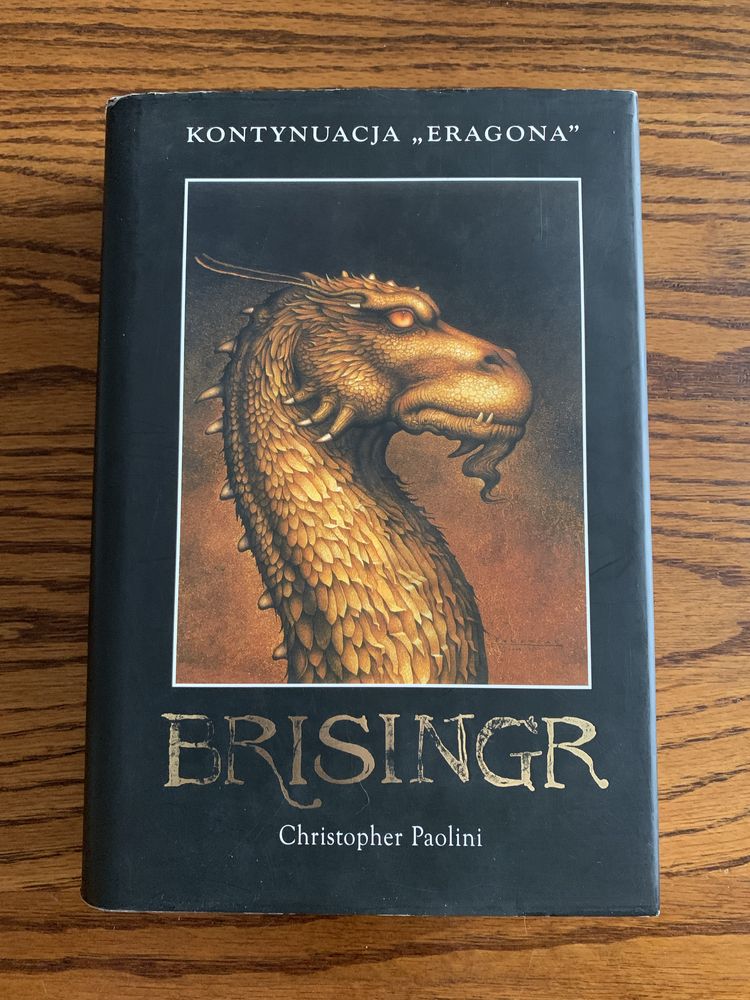 KONTYNUACJA „ERAGONA”
BRISINGR
Christopher Paolini